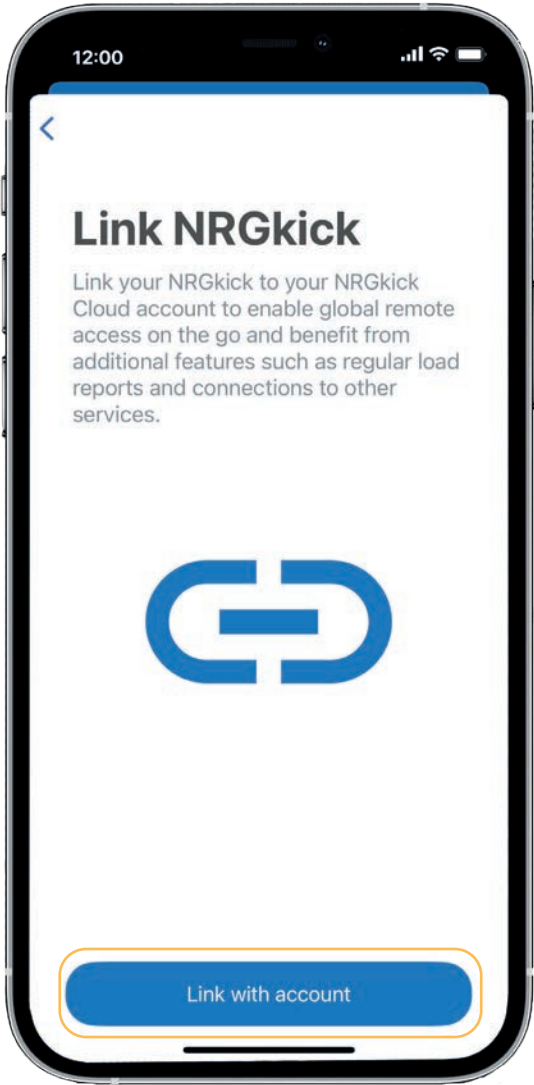 12:00
Link NRGkick
Link your NRGkick to your NRGkick
Cloud account to enable global remote
access on the go and benefit from
additional features such as regular load
reports and connections to other
services.
Link with account